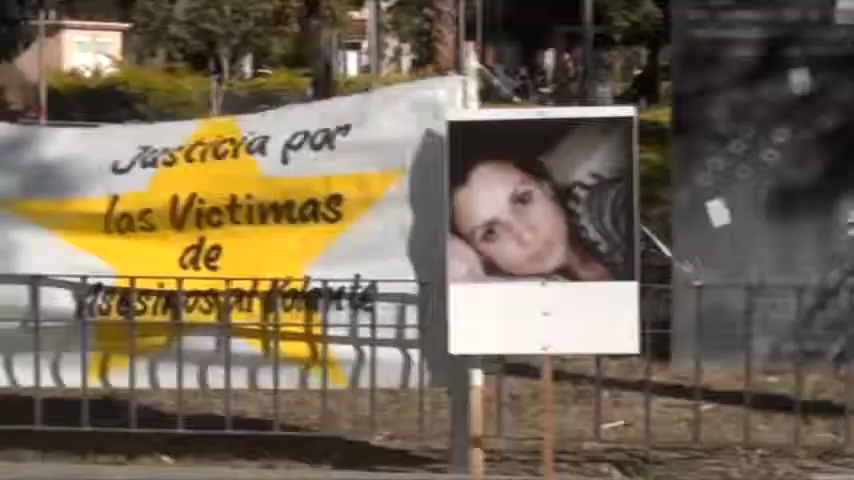 Justicia por
las Victimas
de
Asesinos al Volante